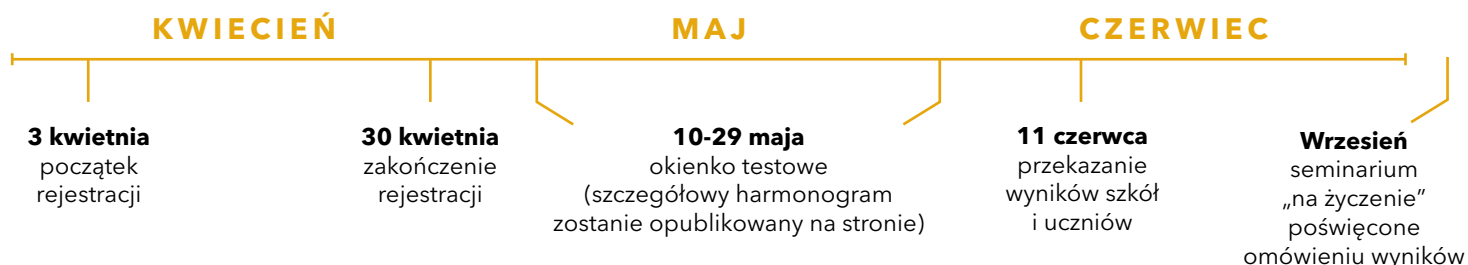 KWIECIEŃ
MAJ
CZERWIEC
3 kwietnia
początek
rejestracji
30 kwietnia
zakończenie
rejestracji
10-29 maja
okienko testowe
(szczegółowy harmonogram
zostanie opublikowany na stronie)
11 czerwca
przekazanie
wyników szkół
i uczniów
Wrzesień
seminarium
„na życzenie”
poświęcone
omówieniu wyników